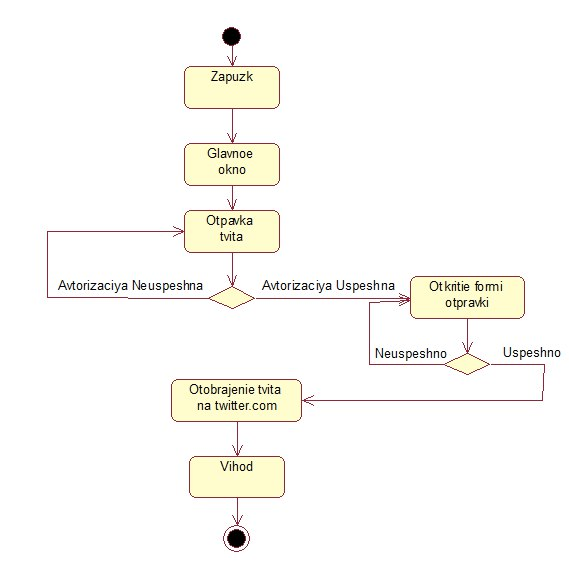 Zapuzk
Glavnoe
okno
Otpavka
tvita
Avtorizaciya Neuspeshna
Avtorizaciya Uspeshna
Otkritie formi
otpravki
Neuspeshno
Uspeshno
Otobrajenie tvita
na twitter.com
Vihod